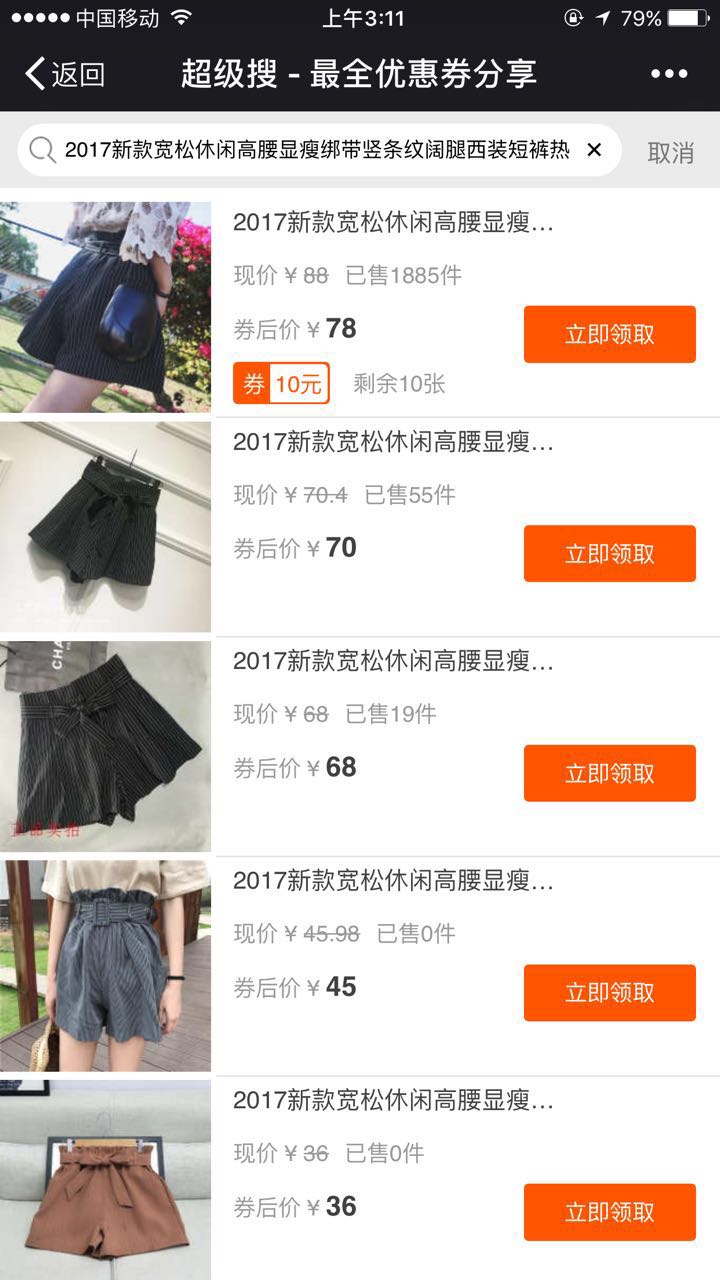 中国移动 上午3:11 79%
返回 超级搜 - 最全优惠券分享
2017新款宽松休闲高腰显瘦绑带竖条纹阔腿西装短裤热 × 取消
2017新款宽松休闲高腰显瘦...
现价￥88 已售1885件
券后价￥78
立即领取
券 10元 剩余10张
2017新款宽松休闲高腰显瘦...
现价￥70.4 已售55件
券后价￥70
立即领取
CHA
2017新款宽松休闲高腰显瘦...
现价￥68 已售19件
券后价￥68
立即领取
正品实拍
2017新款宽松休闲高腰显瘦...
现价￥45.98 已售0件
券后价￥45
立即领取
2017新款宽松休闲高腰显瘦...
现价￥36 已售0件
券后价￥36
立即领取